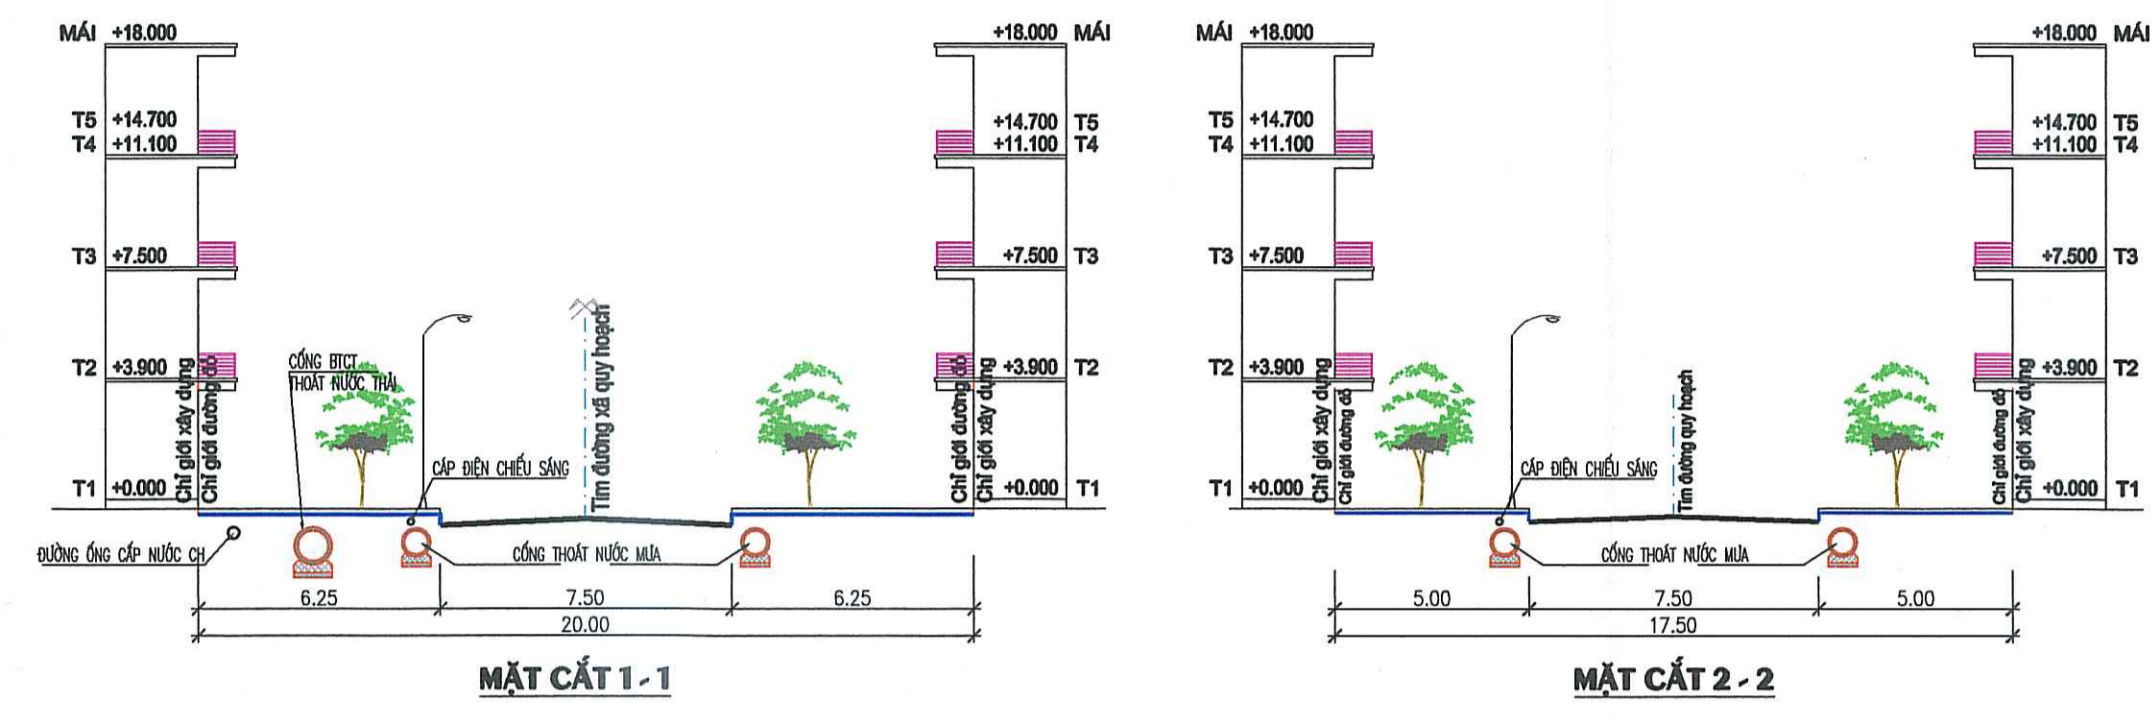 MÁI +18.000
T5 +14.700
T4 +11.100
T3 +7.500
T2 +3.900
T1 +0.000
Chỉ giới xây dựng
Chỉ giới đường đỏ
CỐNG BTCT
THOÁT NƯỚC THẢI
CÁP ĐIỆN CHIẾU SÁNG
Tim đường xã quy hoạch
ĐƯỜNG ỐNG CẤP NƯỚC CH
CỐNG THOÁT NƯỚC MƯA
Chỉ giới đường đỏ
Chỉ giới xây dựng
+18.000 MÁI
+14.700 T5
+11.100 T4
+7.500 T3
+3.900 T2
+0.000 T1
6.25 7.50 6.25
20.00
MẶT CẮT 1 - 1
MÁI +18.000
T5 +14.700
T4 +11.100
T3 +7.500
T2 +3.900
T1 +0.000
Chỉ giới xây dựng
Chỉ giới đường đỏ
CÁP ĐIỆN CHIẾU SÁNG
Tim đường quy hoạch
CỐNG THOÁT NƯỚC MƯA
Chỉ giới đường đỏ
Chỉ giới xây dựng
+18.000 MÁI
+14.700 T5
+11.100 T4
+7.500 T3
+3.900 T2
+0.000 T1
5.00 7.50 5.00
17.50
MẶT CẮT 2 - 2